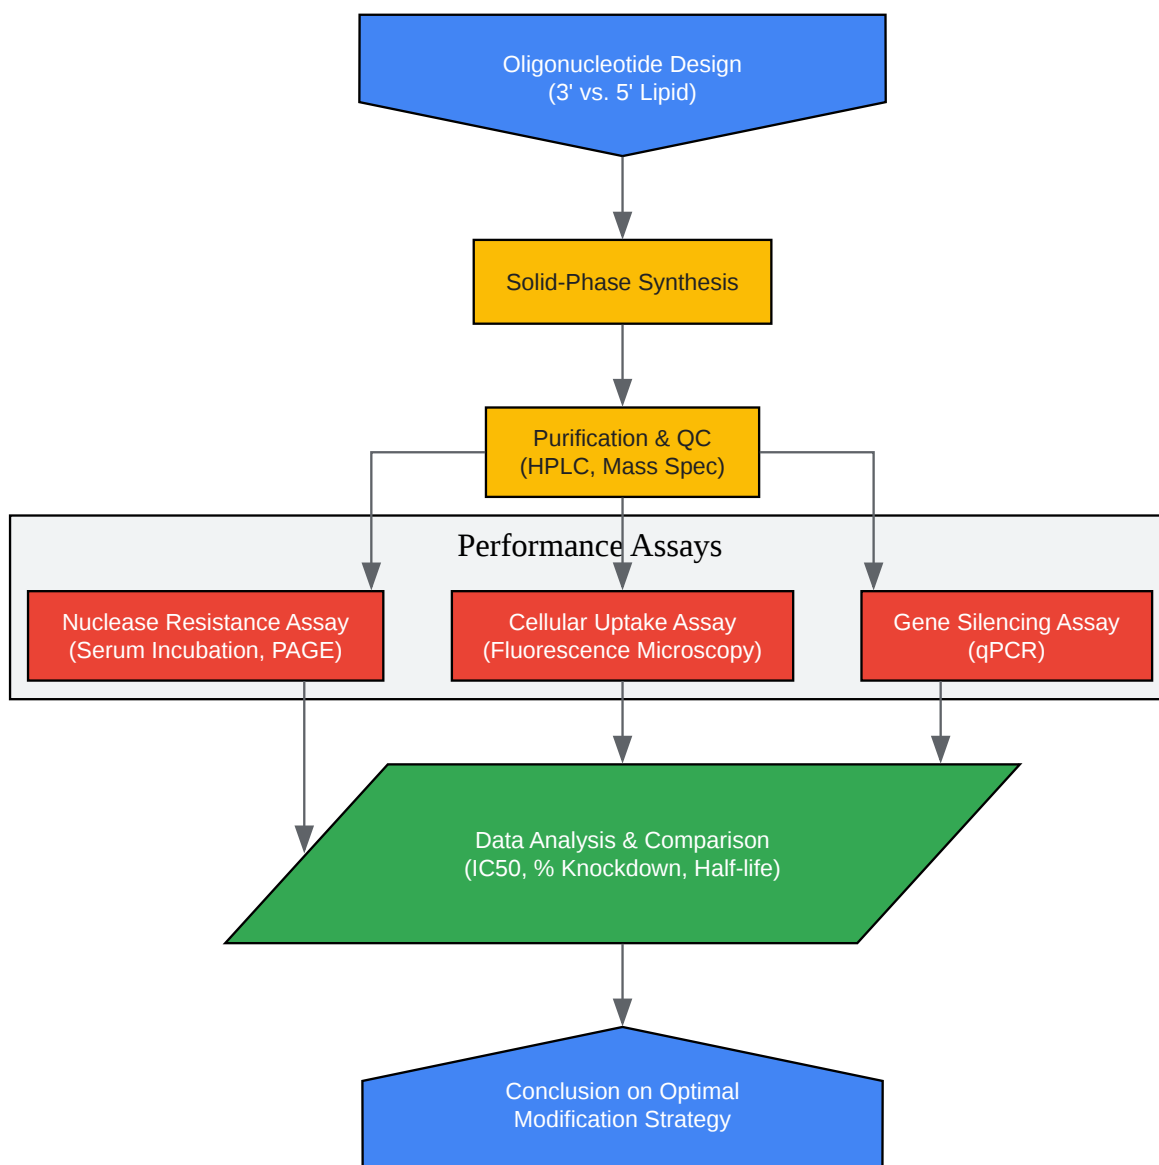 Oligonucleotide Design
(3' vs. 5' Lipid)
Solid-Phase Synthesis
Purification & QC
(HPLC, Mass Spec)
Performance Assays
Nuclease Resistance Assay
(Serum Incubation, PAGE)
Cellular Uptake Assay
(Fluorescence Microscopy)
Gene Silencing Assay
(qPCR)
Data Analysis & Comparison
(IC50, % Knockdown, Half-life)
Conclusion on Optimal
Modification Strategy